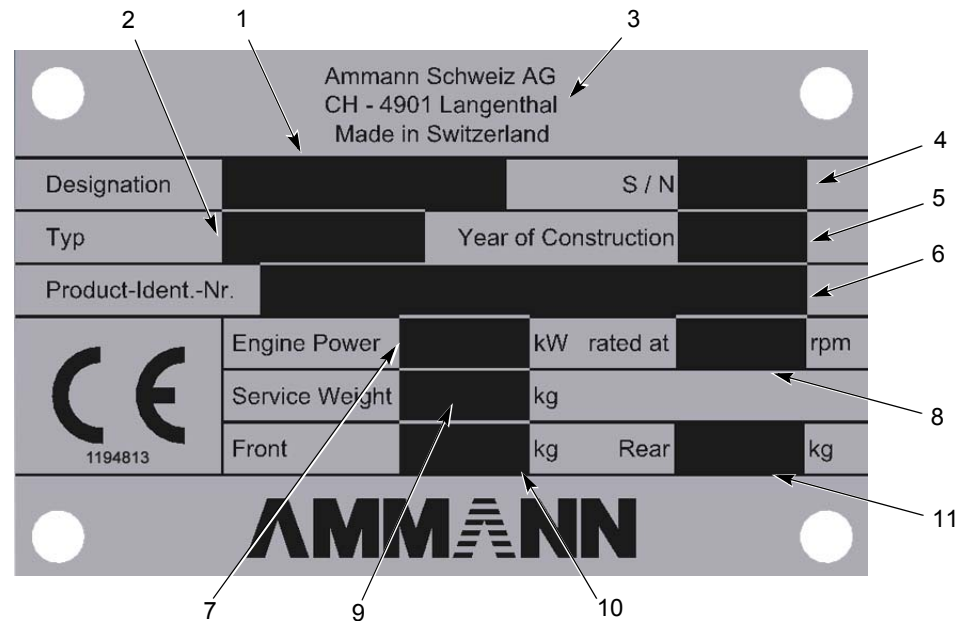 2 1 3
Ammann Schweiz AG
CH - 4901 Langenthal
Made in Switzerland
4
Designation S / N
5
Typ Year of Construction
6
Product-Ident.-Nr.
Engine Power kW rated at rpm
Service Weight kg
8
CE
1194813
Front kg Rear kg
11
AMMANN
7 9 10